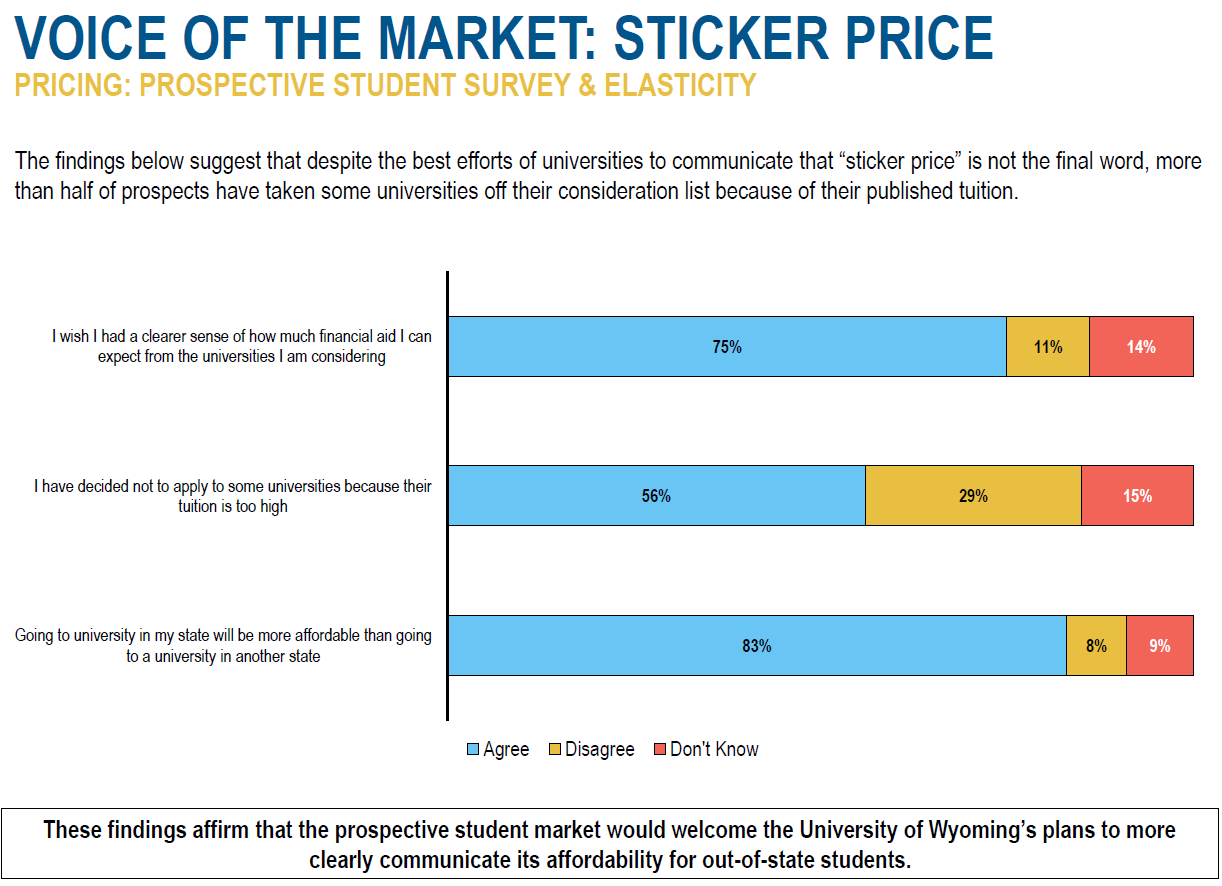 VOICE OF THE MARKET: STICKER PRICE
PRICING: PROSPECTIVE STUDENT SURVEY & ELASTICITY
The findings below suggest that despite the best efforts of universities to communicate that “sticker price” is not the final word, more
than half of prospects have taken some universities off their consideration list because of their published tuition.
I wish I had a clearer sense of how much financial aid I can
expect from the universities I am considering
75% 11% 14%
I have decided not to apply to some universities because their
tuition is too high
56% 29% 15%
Going to university in my state will be more affordable than going
to a university in another state
83% 8% 9%
Agree Disagree Don't Know
These findings affirm that the prospective student market would welcome the University of Wyoming’s plans to more
clearly communicate its affordability for out-of-state students.